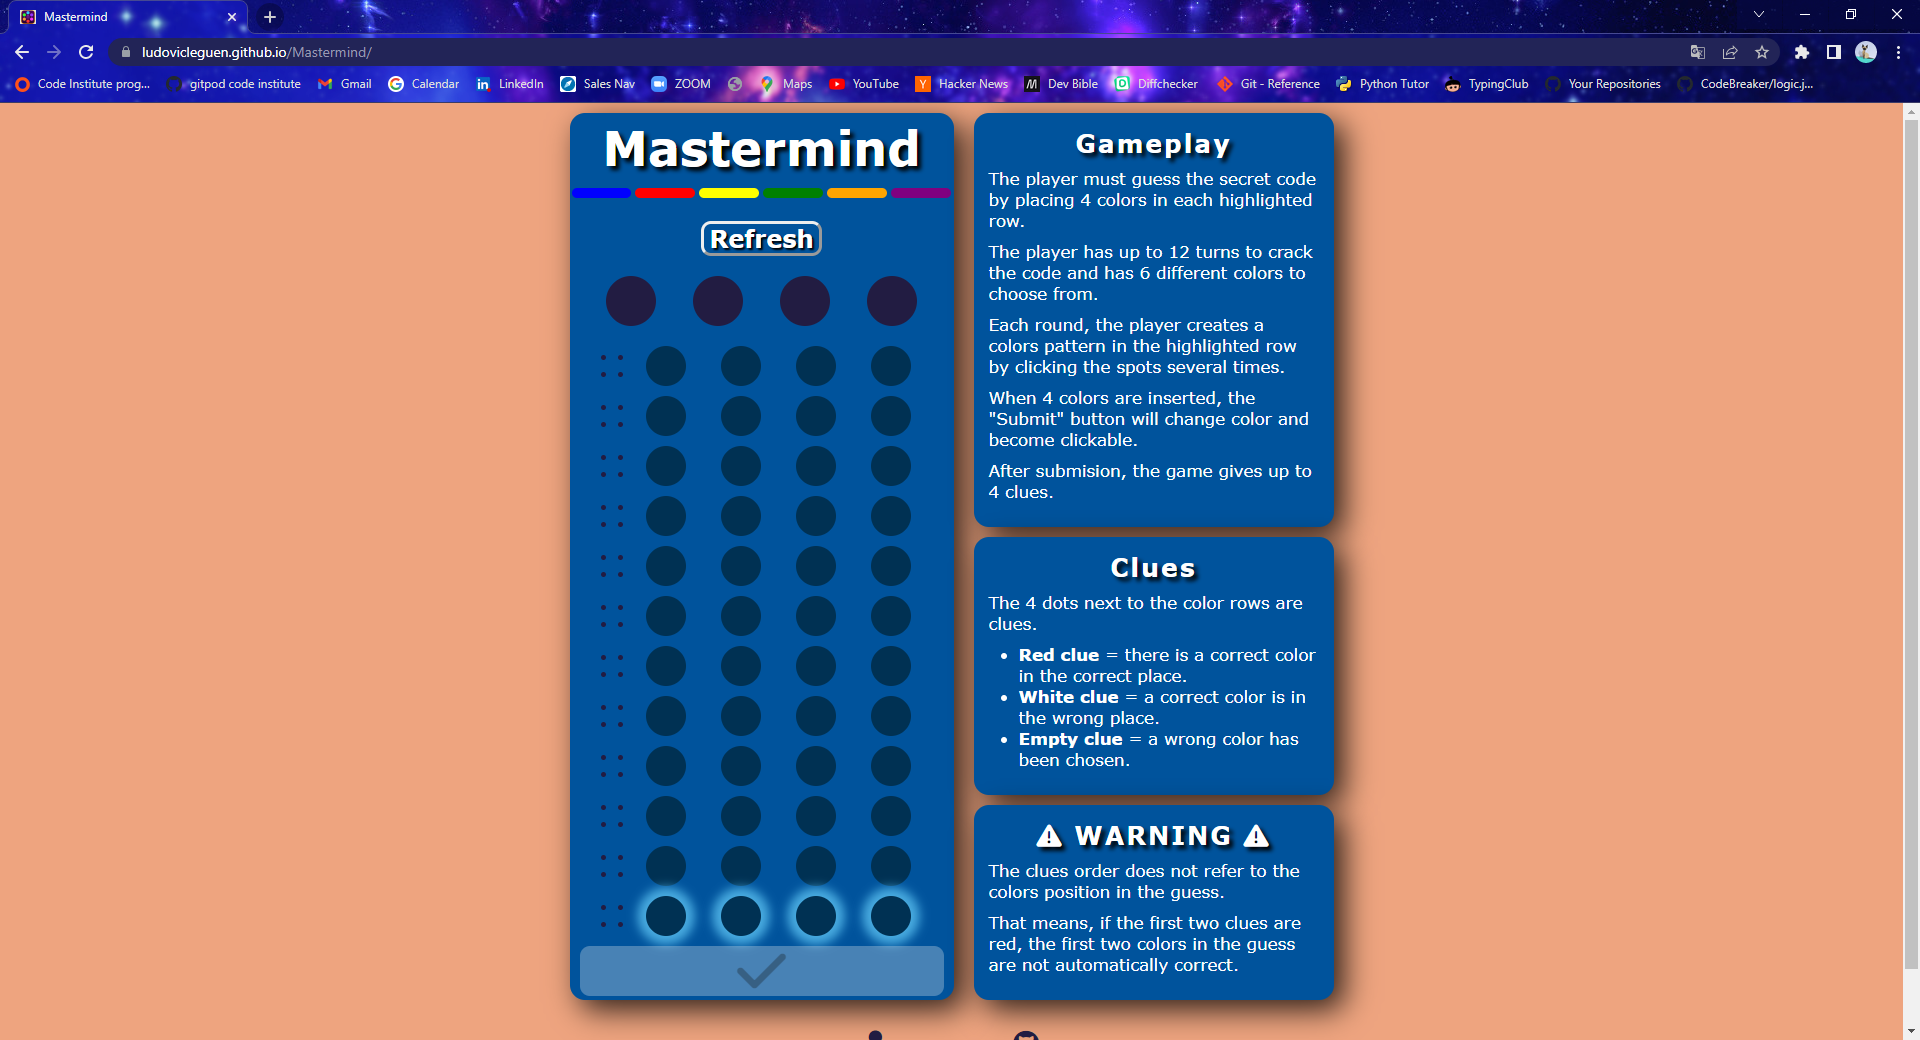 Mastermind
ludovicleguen.github.io/Mastermind/
Code Institute prog... gitpod code institute Gmail Calendar LinkedIn Sales Nav ZOOM Maps YouTube Hacker News Dev Bible Diffchecker Git - Reference Python Tutor TypingClub Your Repositories CodeBreaker/logic.j...
Mastermind
Refresh
Gameplay
The player must guess the secret code
by placing 4 colors in each highlighted
row.
The player has up to 12 turns to crack
the code and has 6 different colors to
choose from.
Each round, the player creates a
colors pattern in the highlighted row
by clicking the spots several times.
When 4 colors are inserted, the
"Submit" button will change color and
become clickable.
After submision, the game gives up to
4 clues.
Clues
The 4 dots next to the color rows are
clues.
• Red clue = there is a correct color
in the correct place.
• White clue = a correct color is in
the wrong place.
• Empty clue = a wrong color has
been chosen.
WARNING
The clues order does not refer to the
colors position in the guess.
That means, if the first two clues are
red, the first two colors in the guess
are not automatically correct.